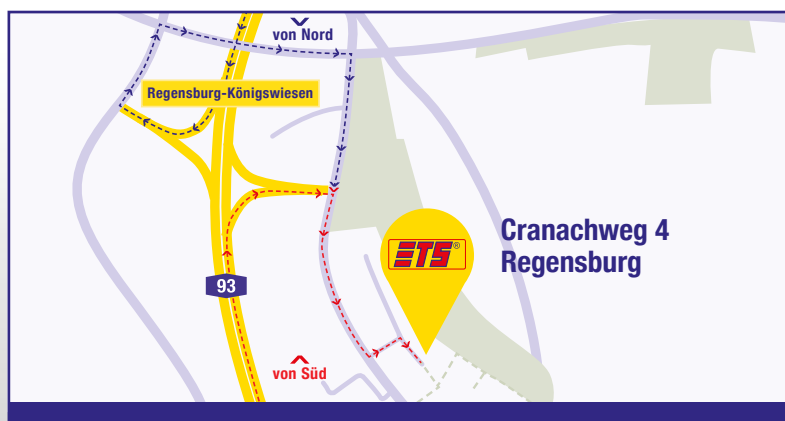 von Nord
Regensburg-Königswiesen
Cranachweg 4
Regensburg
ETS®
93
von Süd